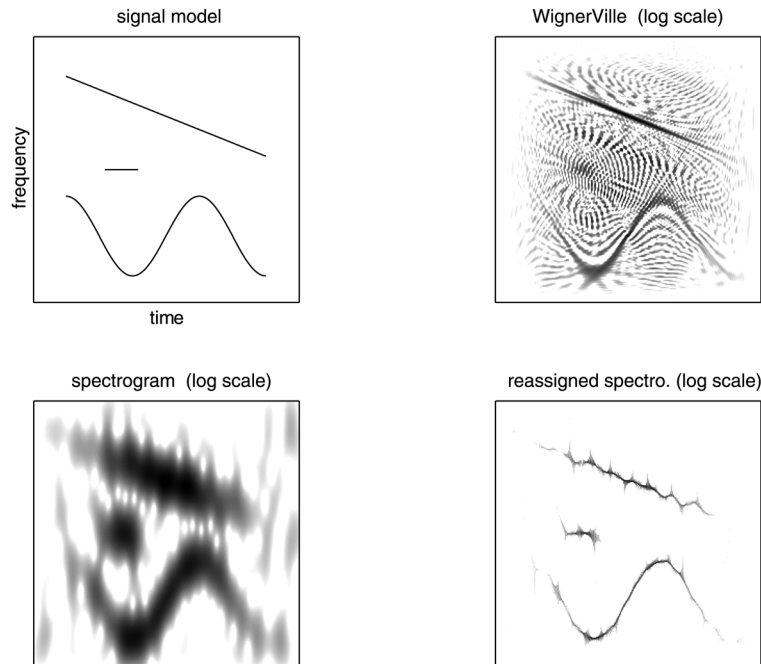 signal model
WignerVille (log scale)
frequency
time
spectrogram (log scale)
reassigned spectro. (log scale)